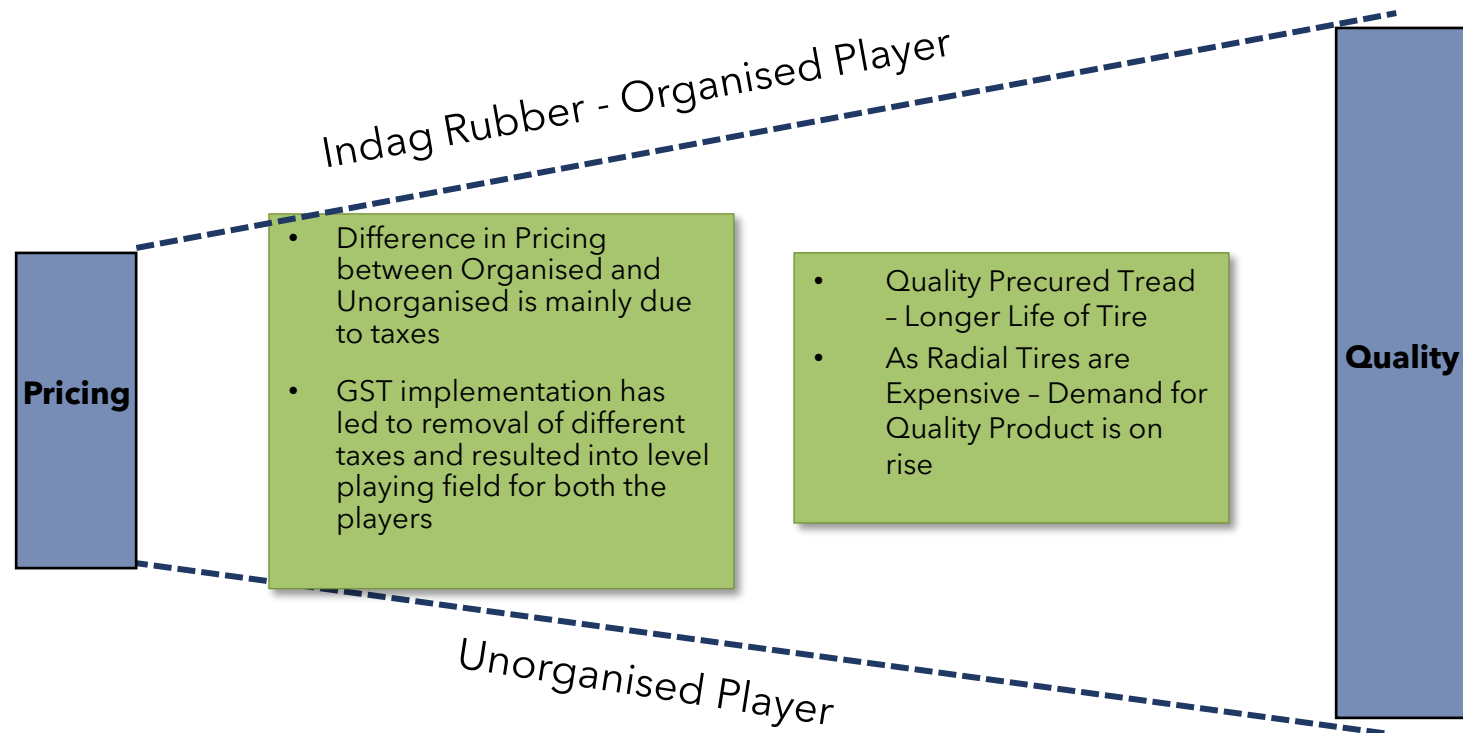 Indag Rubber - Organised Player
Pricing
• Difference in Pricing
between Organised and
Unorganised is mainly due
to taxes
• GST implementation has
led to removal of different
taxes and resulted into level
playing field for both the
players
• Quality Precured Tread
– Longer Life of Tire
• As Radial Tires are
Expensive – Demand for
Quality Product is on
rise
Quality
Unorganised Player